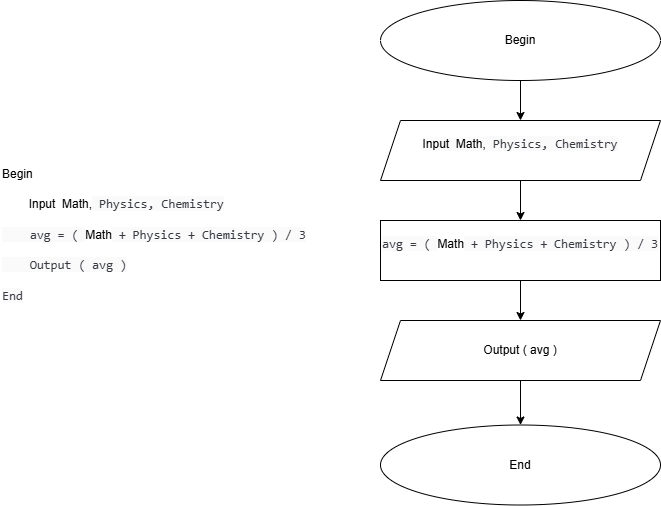 Begin
Input Math, Physics, Chemistry
avg = ( Math + Physics + Chemistry ) / 3
Output ( avg )
End
Begin
Input Math, Physics, Chemistry
avg = ( Math + Physics + Chemistry ) / 3
Output ( avg )
End